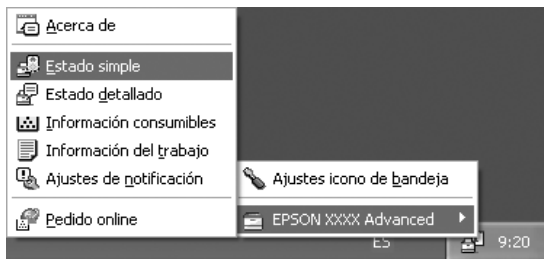 Acerca de
Estado simple
Estado detallado
Información consumibles
Información del trabajo
Ajustes de notificación
Pedido online
Ajustes icono de bandeja
EPSON XXXX Advanced
ES
9:20